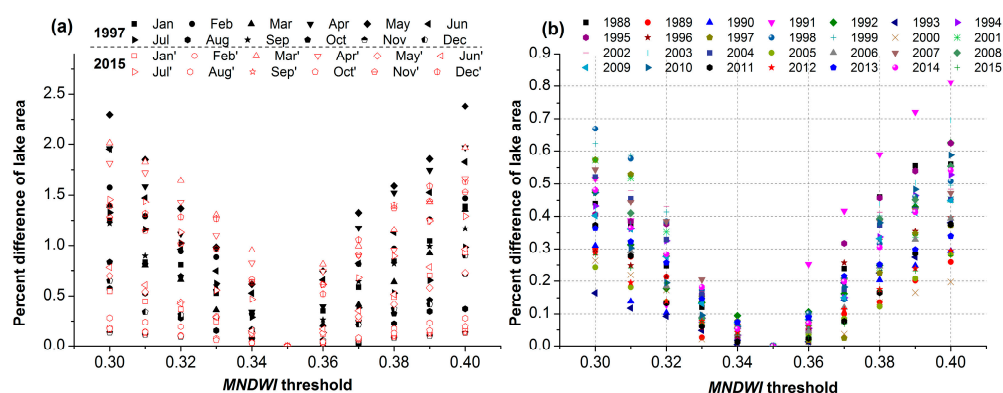 (a)
1997
Jan Feb Mar Apr May Jun
Jul Aug Sep Oct Nov Dec
2015
Jan' Feb' Mar' Apr' May' Jun'
Jul' Aug' Sep' Oct' Nov' Dec'
Percent difference of lake area
2.5
2.0
1.5
1.0
0.5
0.0
0.30 0.32 0.34 0.36 0.38 0.40
MNDWI threshold
(b)
1988 1989 1990 1991 1992 1993 1994
1995 1996 1997 1998 1999 2000 2001
2002 2003 2004 2005 2006 2007 2008
2009 2010 2011 2012 2013 2014 2015
Percent difference of lake area
0.9
0.8
0.7
0.6
0.5
0.4
0.3
0.2
0.1
0.0
0.30 0.32 0.34 0.36 0.38 0.40
MNDWI threshold